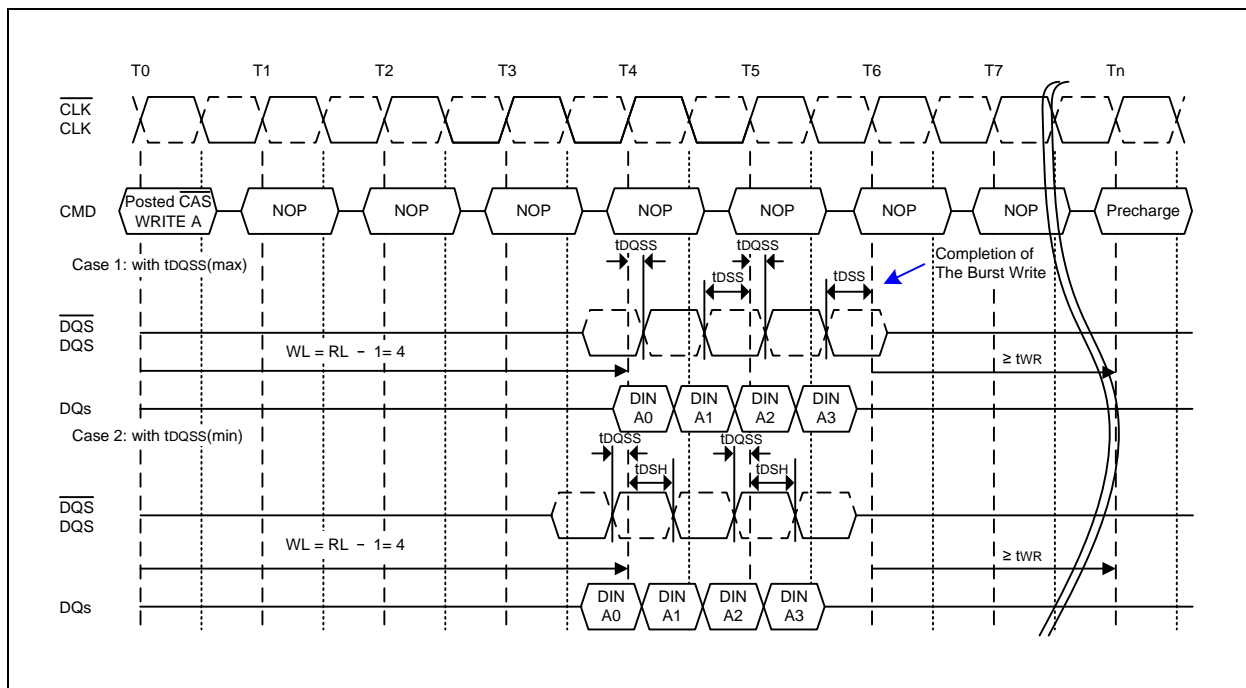 T0 T1 T2 T3 T4 T5 T6 T7 Tn
CLK
CLK
CMD
Posted CAS
WRITE A
NOP NOP NOP NOP NOP NOP NOP Precharge
Case 1: with tDQSS(max)
tDQSS tDQSS
tDSS tDSS
Completion of
The Burst Write
DQS
DQS
WL = RL − 1= 4
≥ tWR
DQs
DIN
A0
DIN
A1
DIN
A2
DIN
A3
Case 2: with tDQSS(min)
tDQSS tDQSS
tDSH tDSH
DQS
DQS
WL = RL − 1= 4
≥ tWR
DQs
DIN
A0
DIN
A1
DIN
A2
DIN
A3